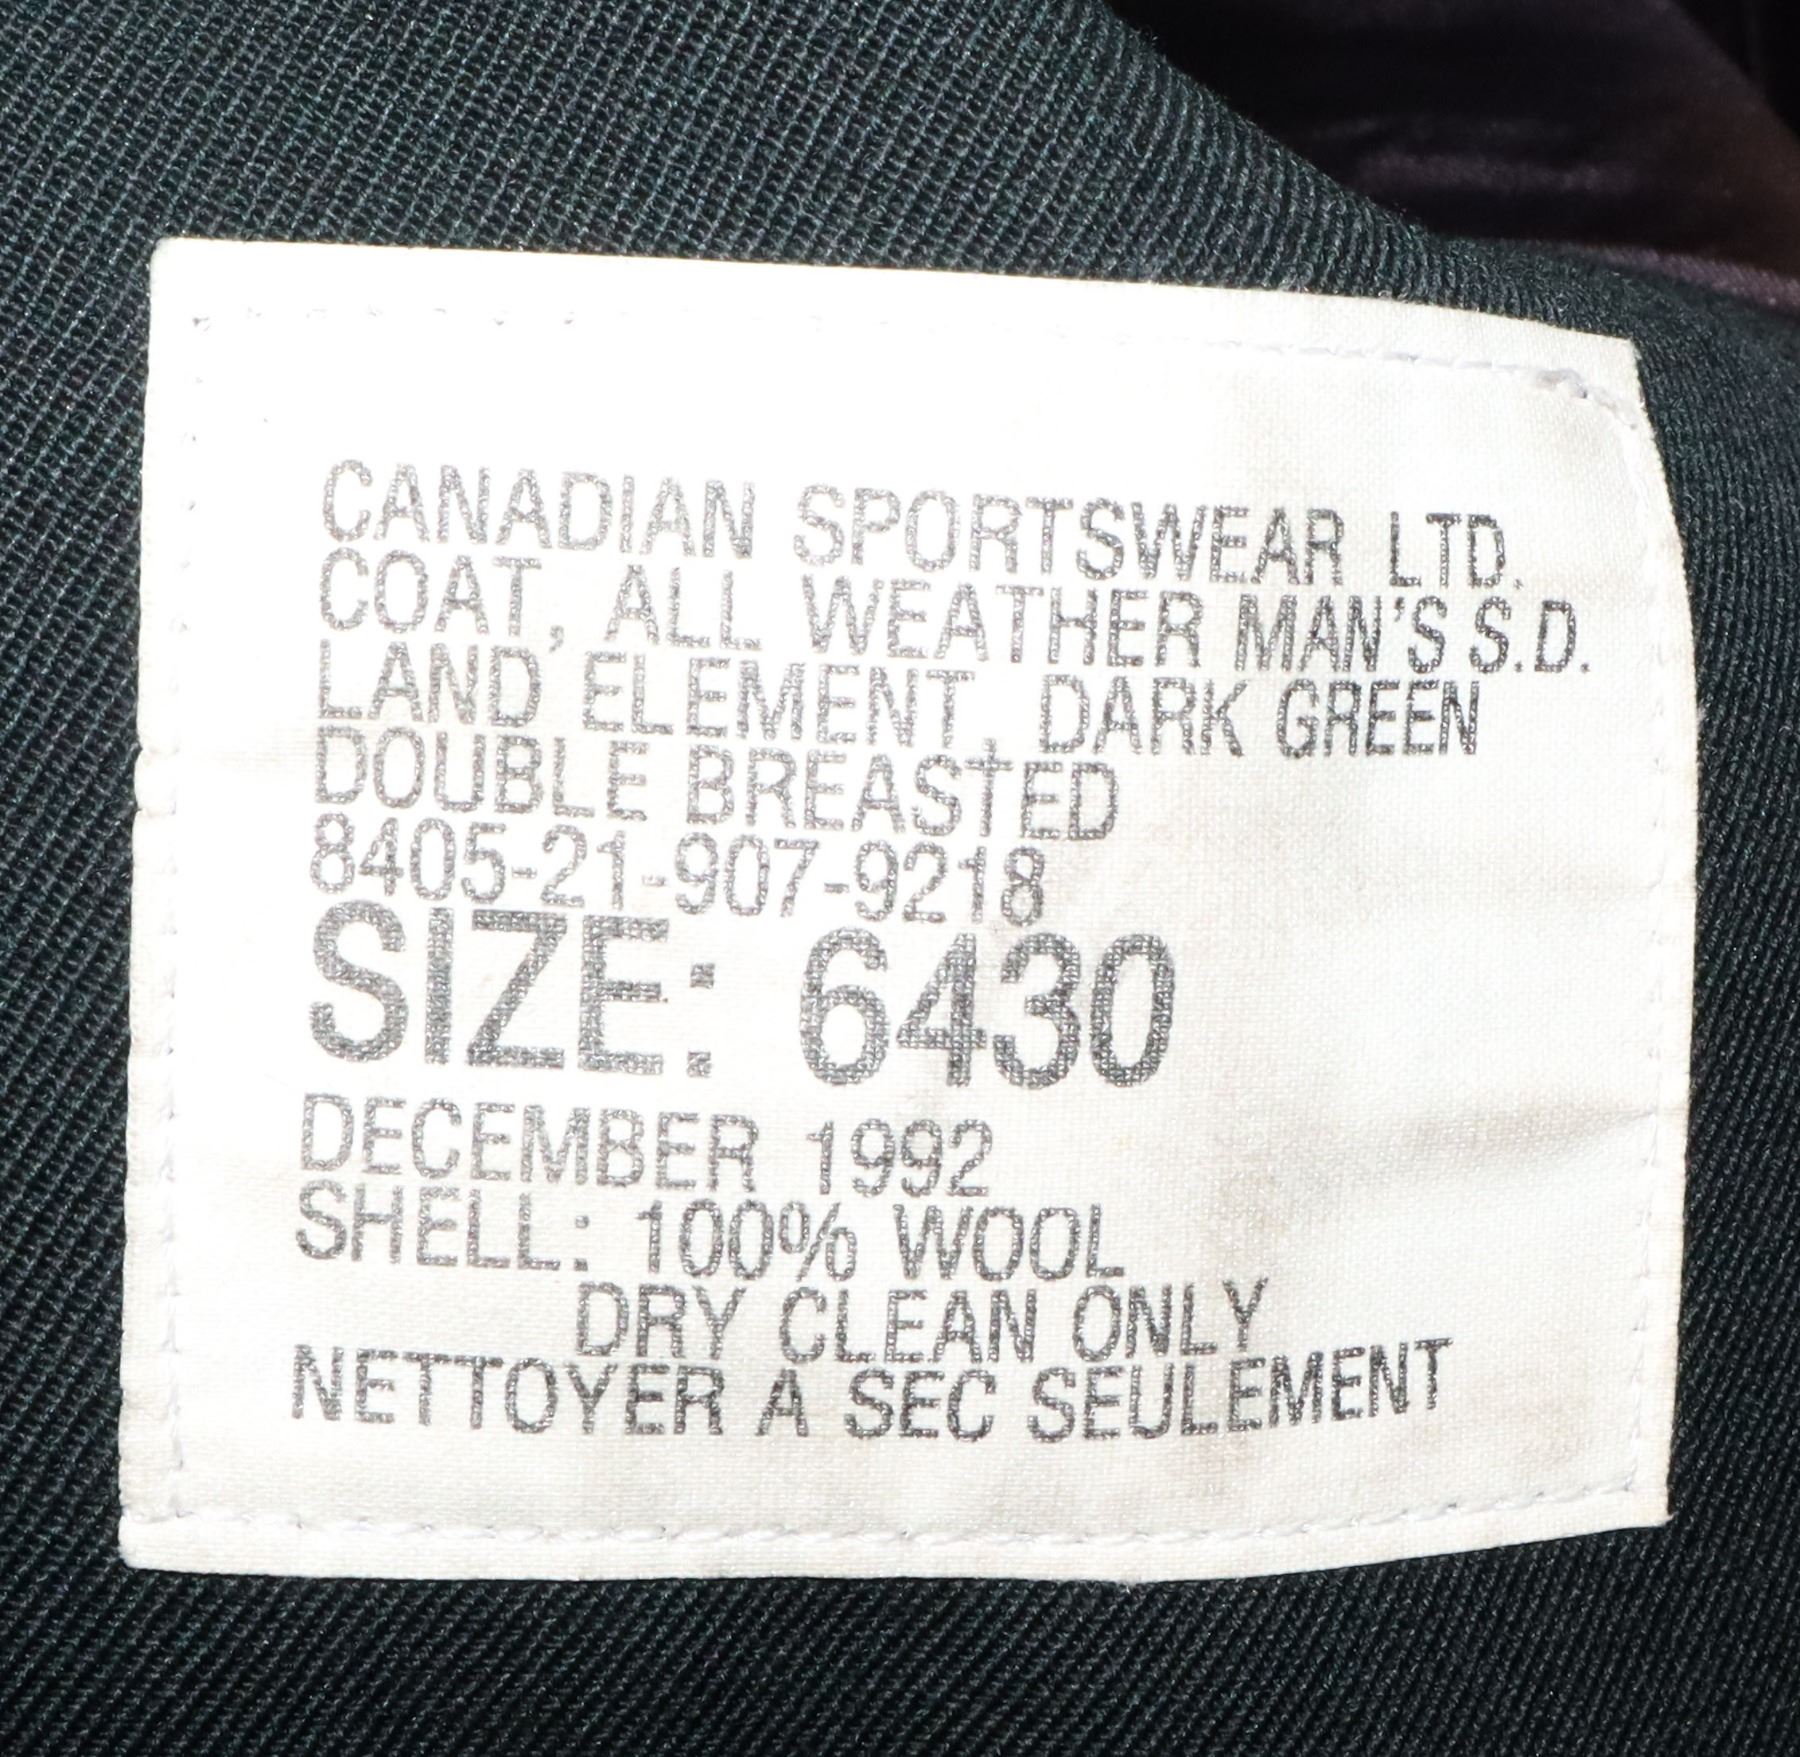 CANADIAN SPORTSWEAR LTD.
COAT, ALL WEATHER MAN'S S.D.
LAND ELEMENT, DARK GREEN
DOUBLE BREASTED
8405-21-907-9218
SIZE: 6430
DECEMBER 1992
SHELL: 100% WOOL
DRY CLEAN ONLY
NETTOYER A SEC SEULEMENT